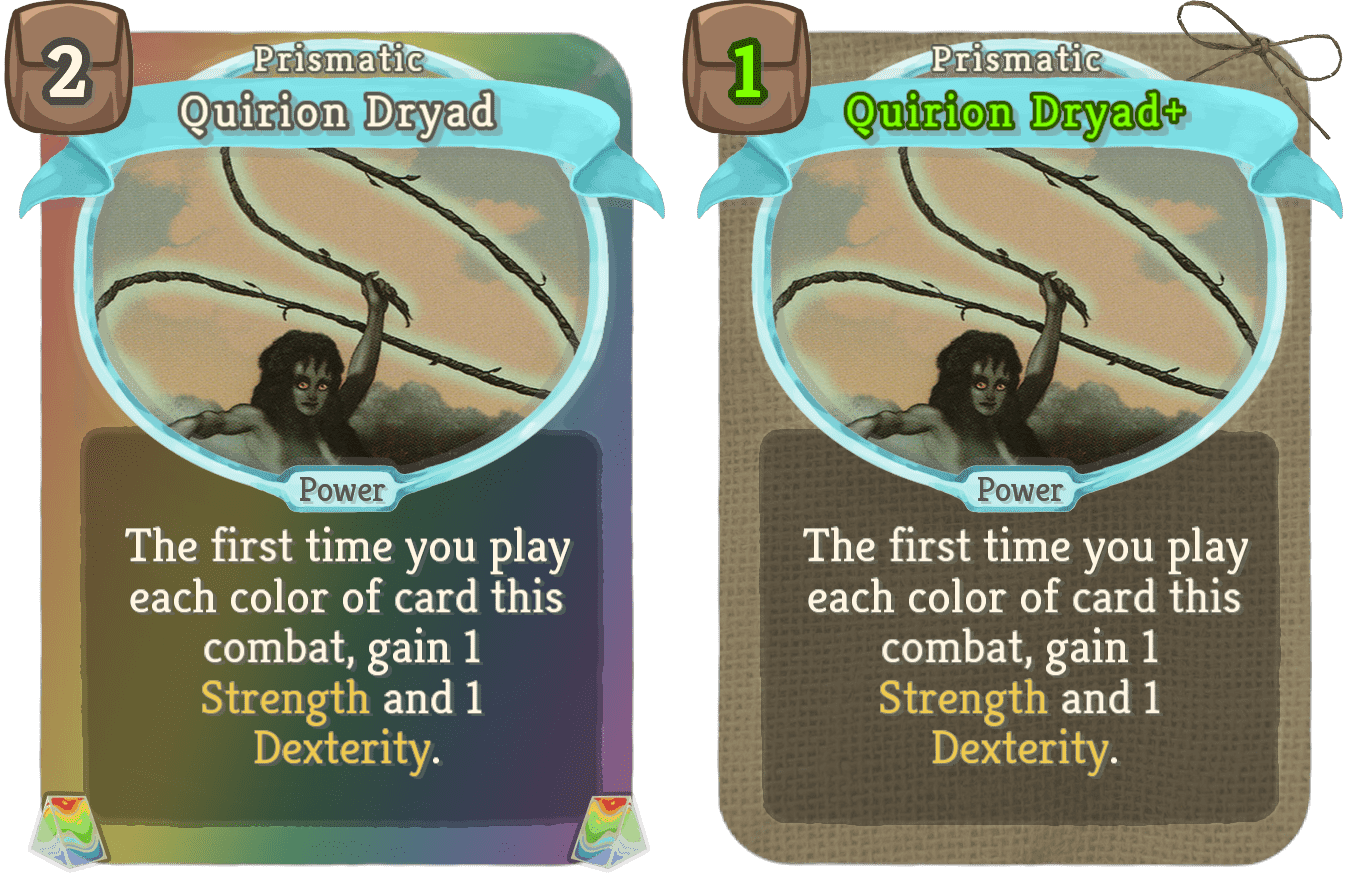 2
Prismatic
Quirion Dryad
Power
The first time you play
each color of card this
combat, gain 1
Strength and 1
Dexterity.
1
Prismatic
Quirion Dryad+
Power
The first time you play
each color of card this
combat, gain 1
Strength and 1
Dexterity.